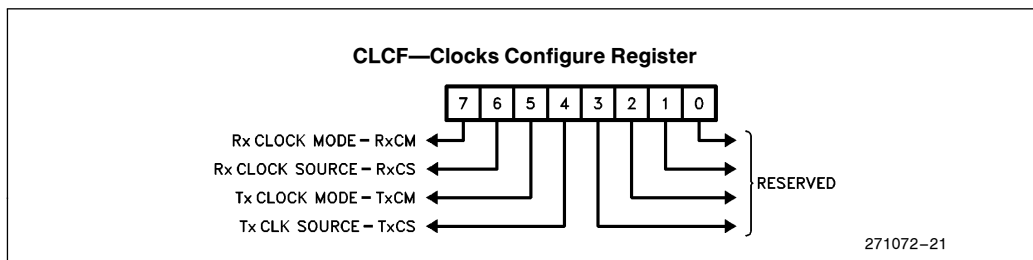 CLCF—Clocks Configure Register
7 6 5 4 3 2 1 0
Rx CLOCK MODE – RxCM
Rx CLOCK SOURCE – RxCS
Tx CLOCK MODE – TxCM
Tx CLK SOURCE – TxCS
RESERVED
271072–21